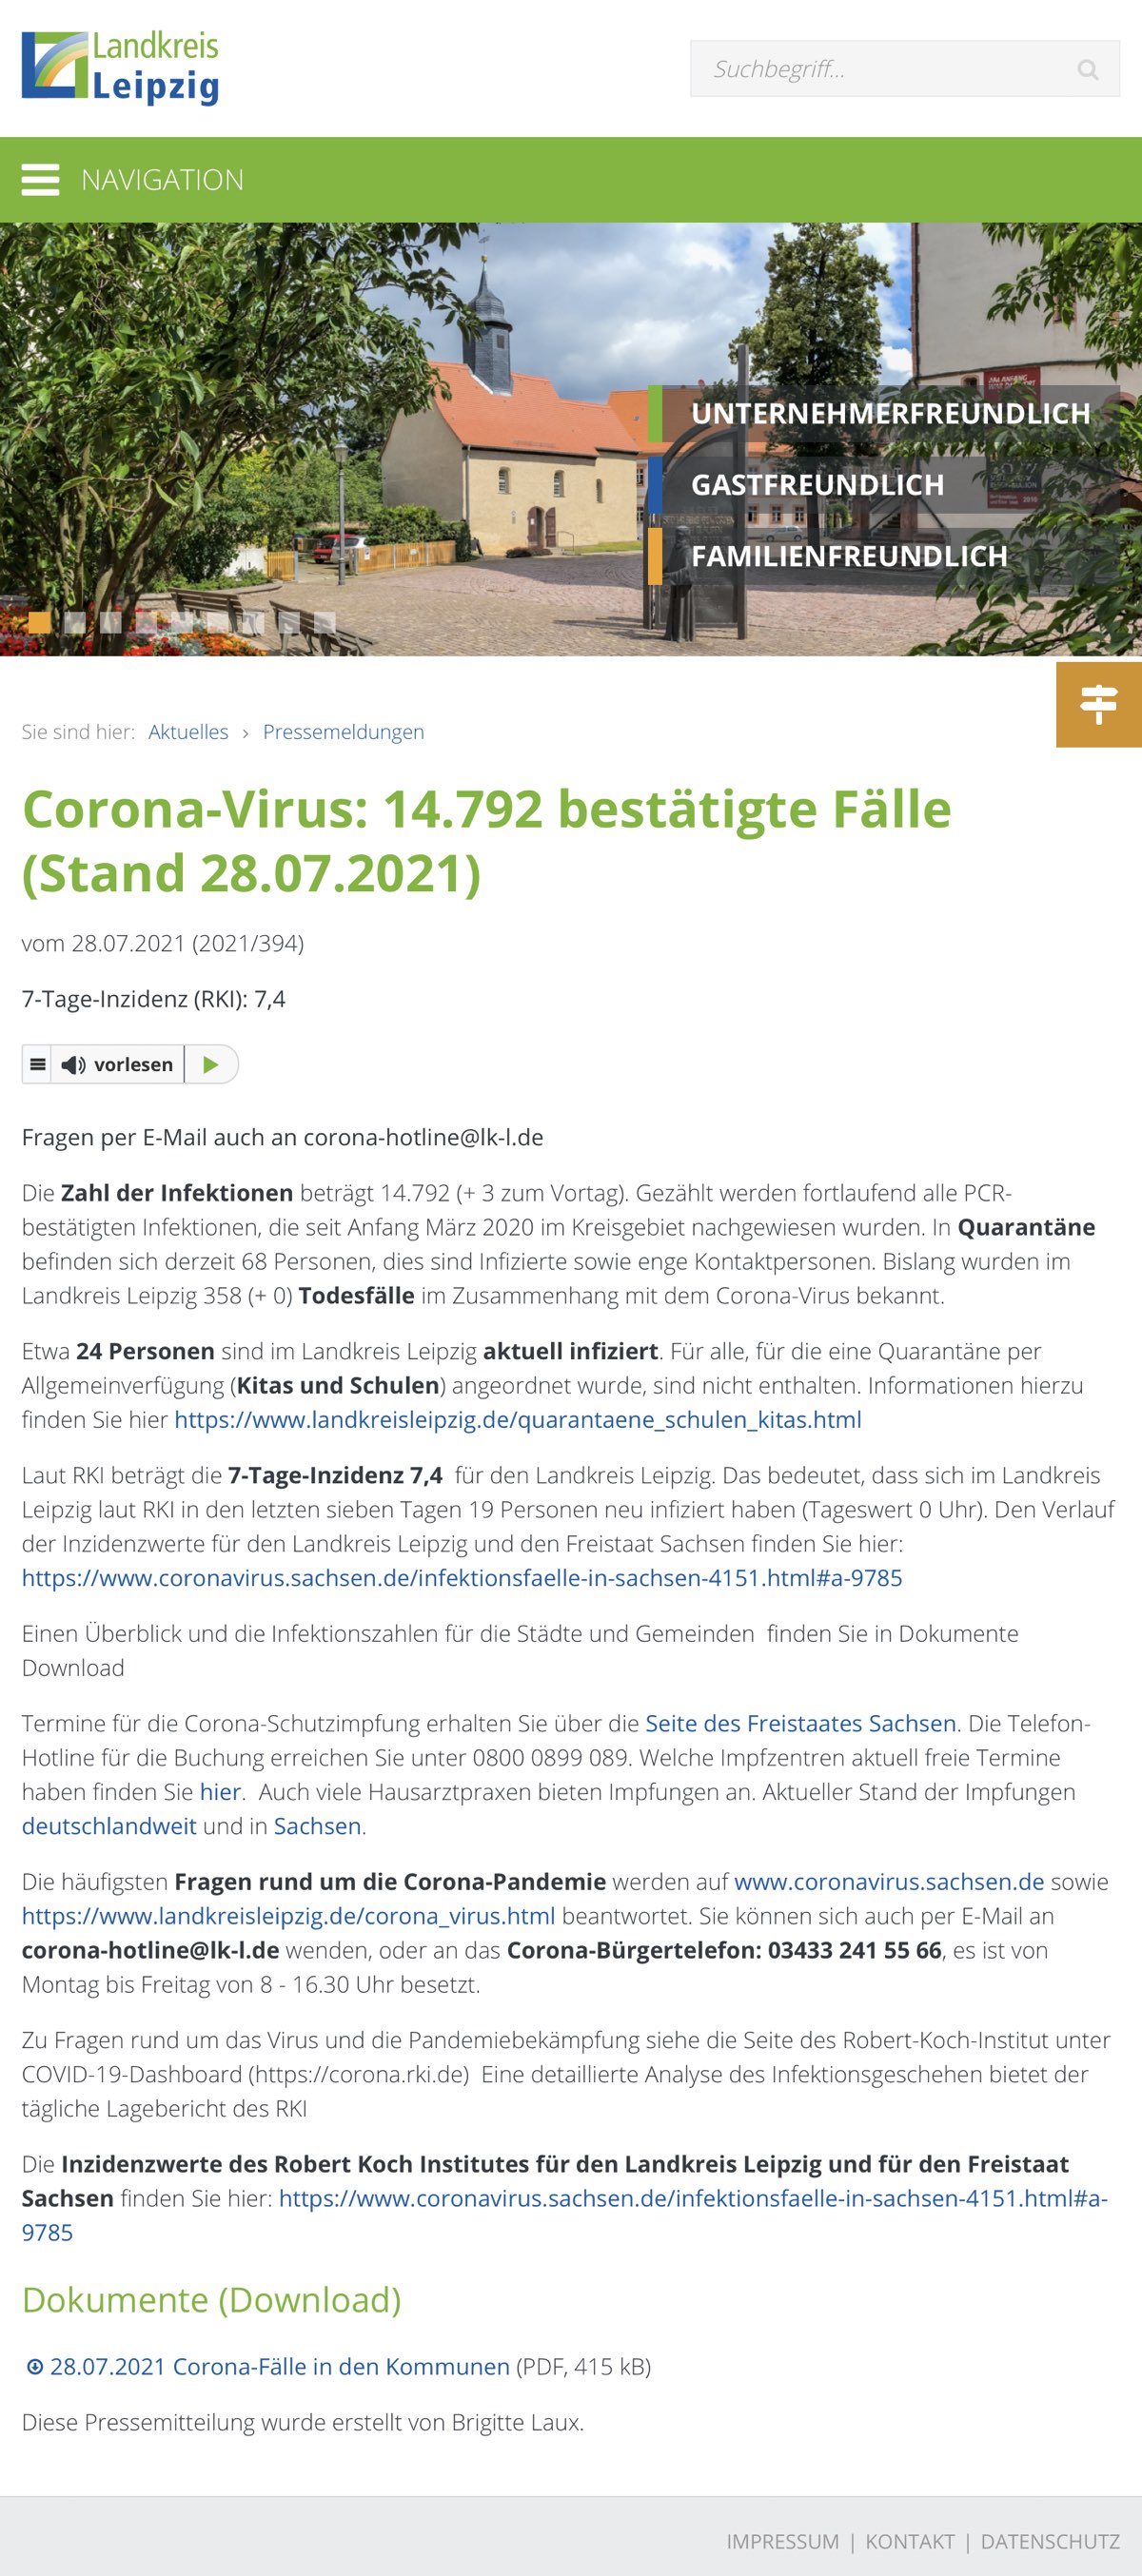 Landkreis
Leipzig
Suchbegriff...
NAVIGATION
UNTERNEHMERFREUNDLICH
GASTFREUNDLICH
FAMILIENFREUNDLICH
Sie sind hier: Aktuelles › Pressemeldungen
Corona-Virus: 14.792 bestätigte Fälle
(Stand 28.07.2021)
vom 28.07.2021 (2021/394)
7-Tage-Inzidenz (RKI): 7,4
vorlesen
Fragen per E-Mail auch an corona-hotline@lk-l.de
Die Zahl der Infektionen beträgt 14.792 (+ 3 zum Vortag). Gezählt werden fortlaufend alle PCR-
bestätigten Infektionen, die seit Anfang März 2020 im Kreisgebiet nachgewiesen wurden. In Quarantäne
befinden sich derzeit 68 Personen, dies sind Infizierte sowie enge Kontaktpersonen. Bislang wurden im
Landkreis Leipzig 358 (+ 0) Todesfälle im Zusammenhang mit dem Corona-Virus bekannt.
Etwa 24 Personen sind im Landkreis Leipzig aktuell infiziert. Für alle, für die eine Quarantäne per
Allgemeinverfügung (Kitas und Schulen) angeordnet wurde, sind nicht enthalten. Informationen hierzu
finden Sie hier https://www.landkreisleipzig.de/quarantaene_schulen_kitas.html
Laut RKI beträgt die 7-Tage-Inzidenz 7,4  für den Landkreis Leipzig. Das bedeutet, dass sich im Landkreis
Leipzig laut RKI in den letzten sieben Tagen 19 Personen neu infiziert haben (Tageswert 0 Uhr). Den Verlauf
der Inzidenzwerte für den Landkreis Leipzig und den Freistaat Sachsen finden Sie hier:
https://www.coronavirus.sachsen.de/infektionsfaelle-in-sachsen-4151.html#a-9785
Einen Überblick und die Infektionszahlen für die Städte und Gemeinden  finden Sie in Dokumente
Download
Termine für die Corona-Schutzimpfung erhalten Sie über die Seite des Freistaates Sachsen. Die Telefon-
Hotline für die Buchung erreichen Sie unter 0800 0899 089. Welche Impfzentren aktuell freie Termine
haben finden Sie hier.  Auch viele Hausarztpraxen bieten Impfungen an. Aktueller Stand der Impfungen
deutschlandweit und in Sachsen.
Die häufigsten Fragen rund um die Corona-Pandemie werden auf www.coronavirus.sachsen.de sowie
https://www.landkreisleipzig.de/corona_virus.html beantwortet. Sie können sich auch per E-Mail an
corona-hotline@lk-l.de wenden, oder an das Corona-Bürgertelefon: 03433 241 55 66, es ist von
Montag bis Freitag von 8 - 16.30 Uhr besetzt.
Zu Fragen rund um das Virus und die Pandemiebekämpfung siehe die Seite des Robert-Koch-Institut unter
COVID-19-Dashboard (https://corona.rki.de)  Eine detaillierte Analyse des Infektionsgeschehen bietet der
tägliche Lagebericht des RKI
Die Inzidenzwerte des Robert Koch Institutes für den Landkreis Leipzig und für den Freistaat
Sachsen finden Sie hier: https://www.coronavirus.sachsen.de/infektionsfaelle-in-sachsen-4151.html#a-
9785
Dokumente (Download)
28.07.2021 Corona-Fälle in den Kommunen (PDF, 415 kB)
Diese Pressemitteilung wurde erstellt von Brigitte Laux.
IMPRESSUM | KONTAKT | DATENSCHUTZ